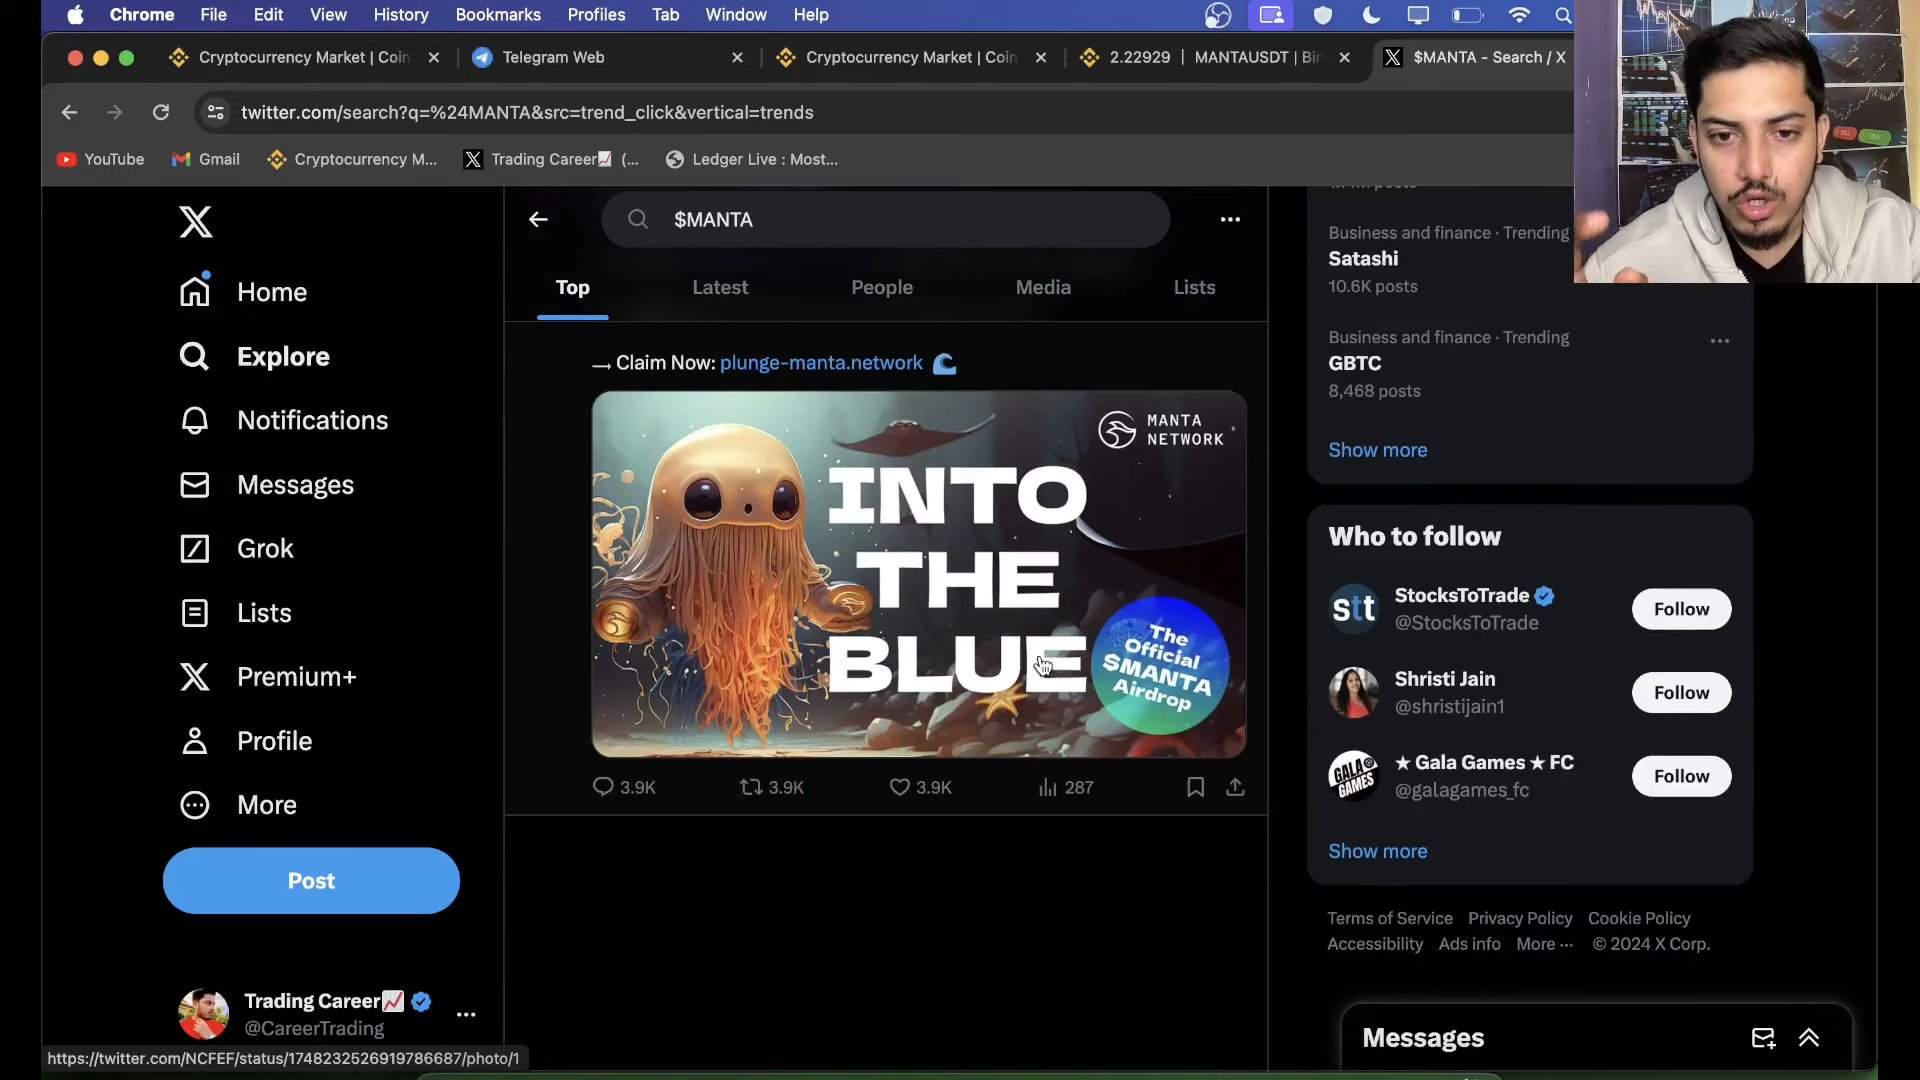 Chrome File Edit View History Bookmarks Profiles Tab Window Help
Cryptocurrency Market | Coin
Telegram Web
Cryptocurrency Market | Coin
2.22929 | MANTAUSDT | Bin
$MANTA - Search / X
twitter.com/search?q=%24MANTA&src=trend_click&vertical=trends
YouTube Gmail Cryptocurrency M... Trading Career📈 (... Ledger Live : Most...
Home
Explore
Notifications
Messages
Grok
Lists
Premium+
Profile
More
Post
Trading Career📈
@CareerTrading
https://twitter.com/NCFEF/status/1748232526919786687/photo/1
$MANTA
Top Latest People Media Lists
→ Claim Now: plunge-manta.network 🌊
MANTA
NETWORK
INTO
THE
BLUE
The
Official
$MANTA
Airdrop
3.9K 3.9K 3.9K 287
Business and finance · Trending
Satashi
10.6K posts
Business and finance · Trending
GBTC
8,468 posts
Show more
Who to follow
stt
StocksToTrade
@StocksToTrade
Follow
Shristi Jain
@shristijain1
Follow
GALA
GAMES
★ Gala Games ★ FC
@galagames_fc
Follow
Show more
Terms of Service Privacy Policy Cookie Policy
Accessibility Ads info More ··· © 2024 X Corp.
Messages